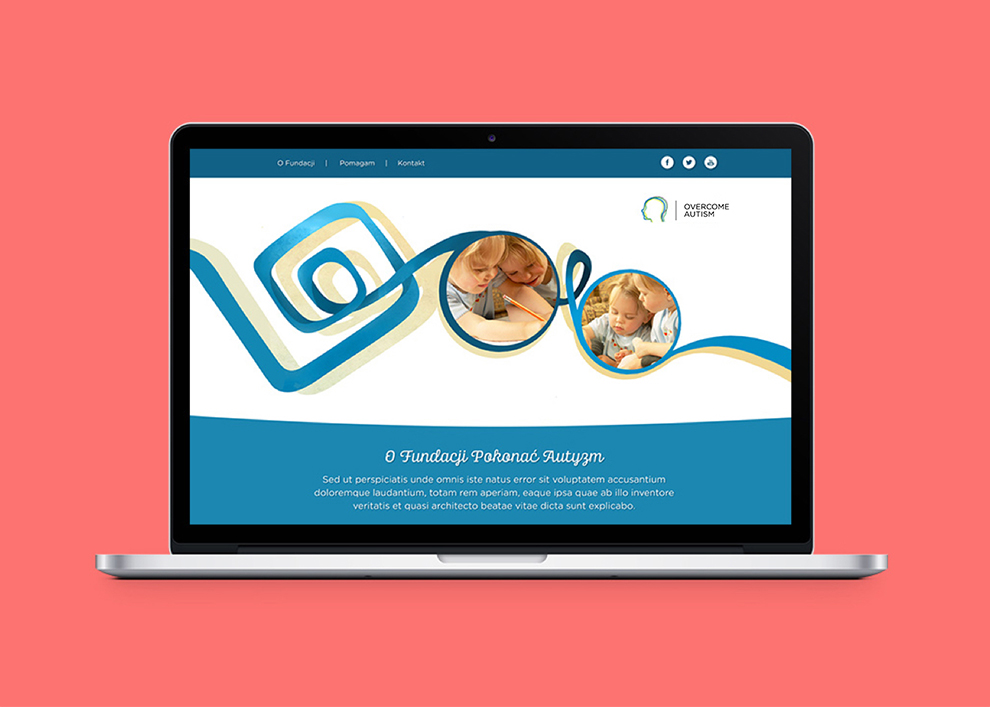 O Fundacji | Pomagam | Kontakt
OVERCOME
AUTISM
O Fundacji Pokonać Autyzm
Sed ut perspiciatis unde omnis iste natus error sit voluptatem accusantium
doloremque laudantium, totam rem aperiam, eaque ipsa quae ab illo inventore
veritatis et quasi architecto beatae vitae dicta sunt explicabo.